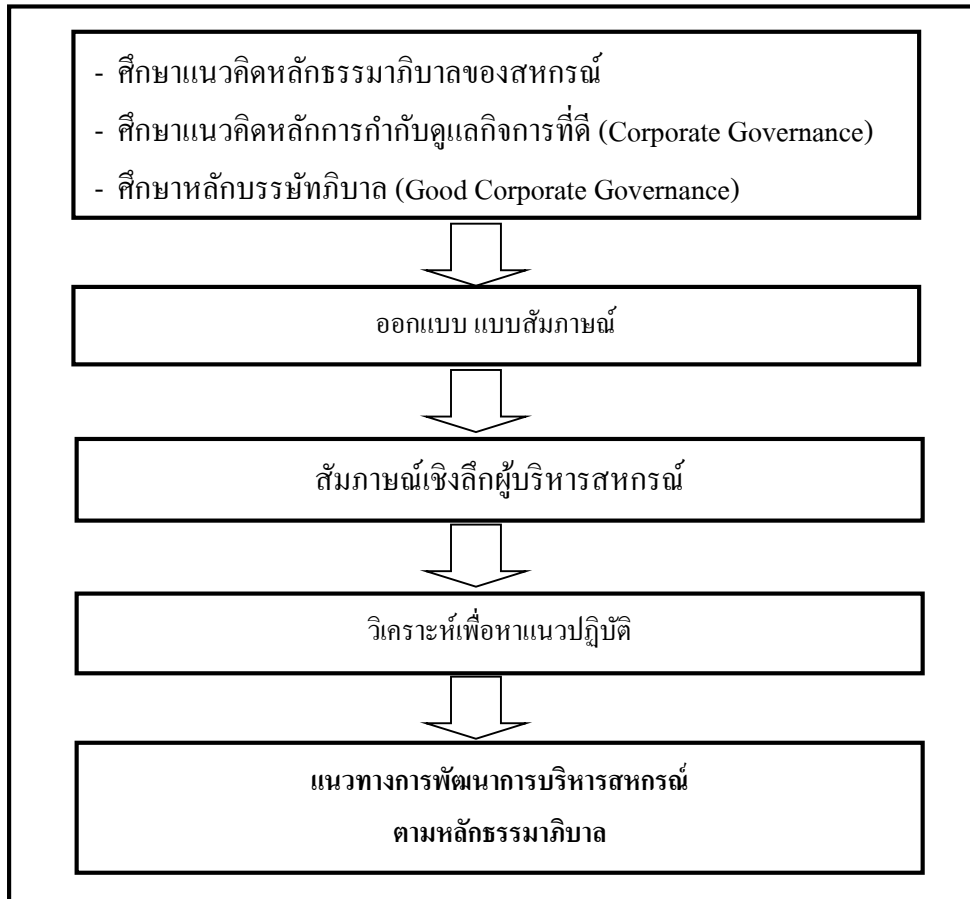 - ศึกษาแนวคิดหลักธรรมาภิบาลของสหกรณ์
- ศึกษาแนวคิดหลักการกำกับดูแลกิจการที่ดี (Corporate Governance)
- ศึกษาหลักบรรษัทภิบาล (Good Corporate Governance)
ออกแบบ แบบสัมภาษณ์
สัมภาษณ์เชิงลึกผู้บริหารสหกรณ์
วิเคราะห์เพื่อหาแนวปฏิบัติ
แนวทางการพัฒนาการบริหารสหกรณ์
ตามหลักธรรมาภิบาล